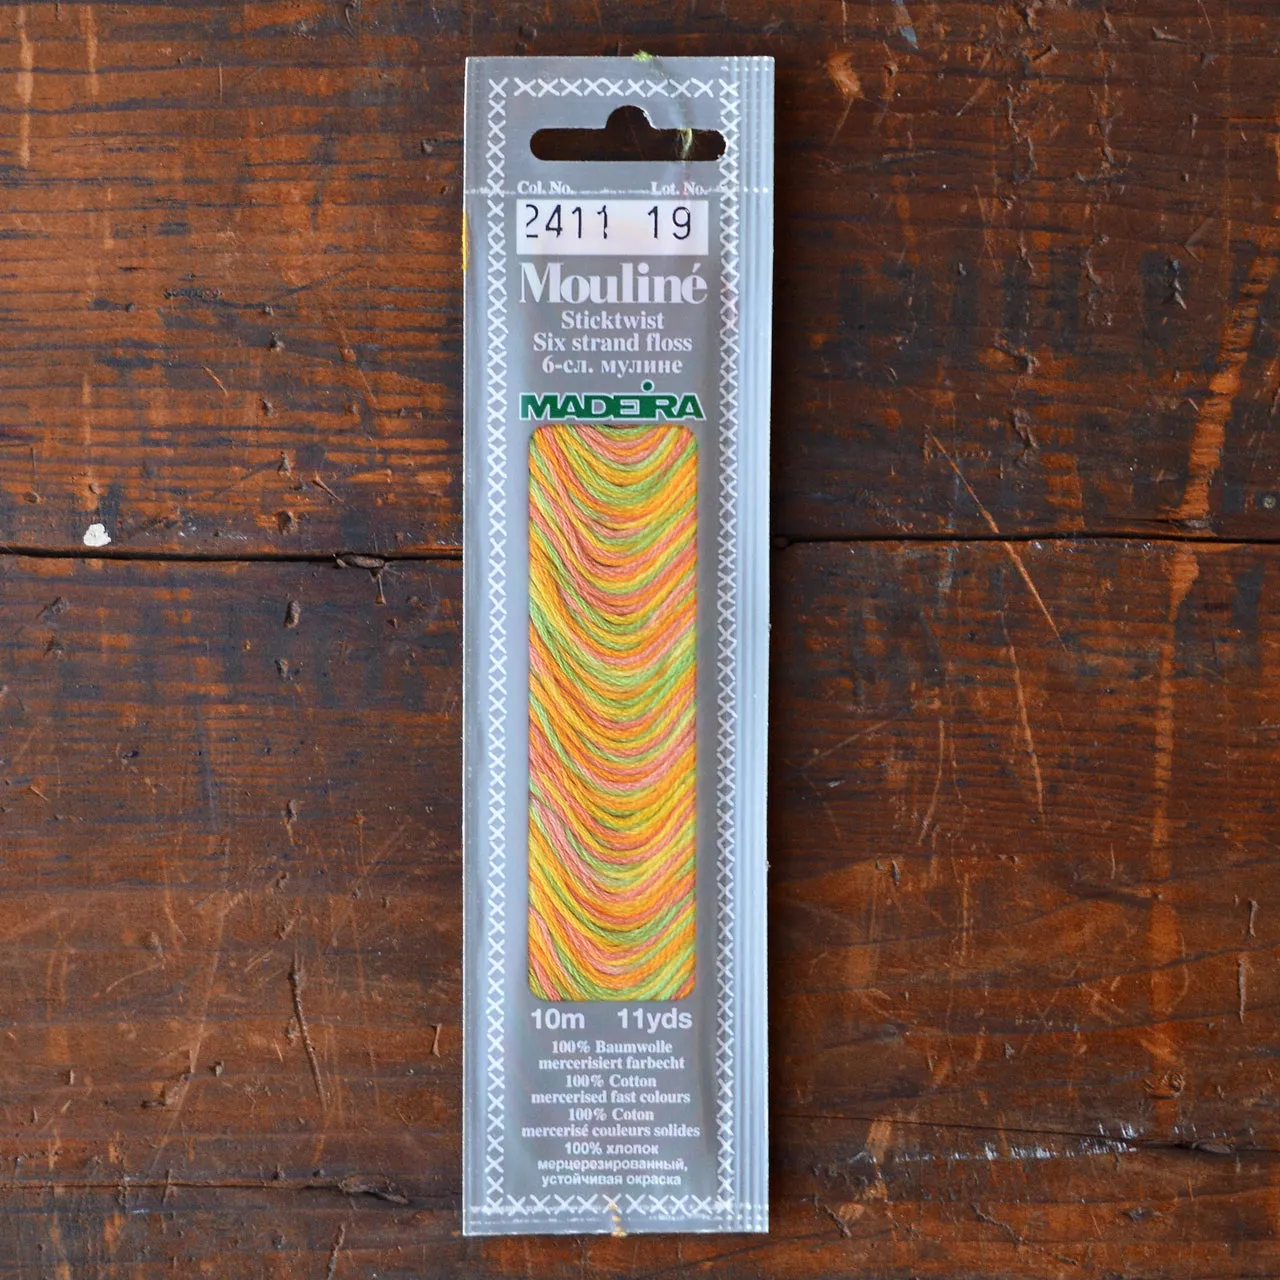 Col. No. Lot. No.
2411 19
Mouliné
Sticktwist
Six strand floss
6-сл. мулине
MADEIRA
10m 11yds
100% Baumwolle
mercerisiert farbecht
100% Cotton
mercerised fast colours
100% Coton
mercerisé couleurs solides
100% хлопок
мерцерезированный,
устойчивая окраска